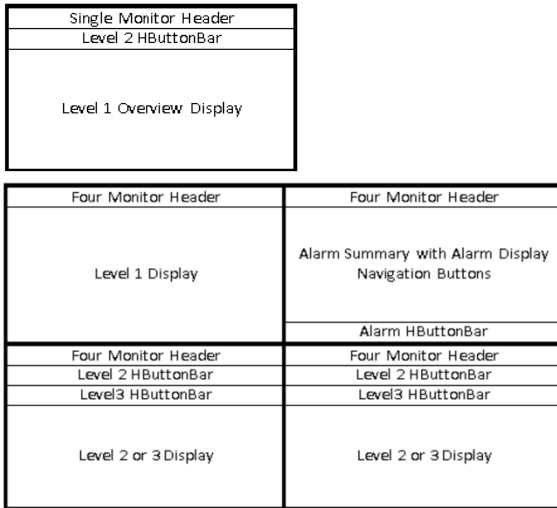 Single Monitor Header
Level 2 HButtonBar
Level 1 Overview Display
Four Monitor Header
Level 1 Display
Four Monitor Header
Alarm Summary with Alarm Display
Navigation Buttons
Alarm HButtonBar
Four Monitor Header
Level 2 HButtonBar
Level3 HButtonBar
Level 2 or 3 Display
Four Monitor Header
Level 2 HButtonBar
Level3 HButtonBar
Level 2 or 3 Display